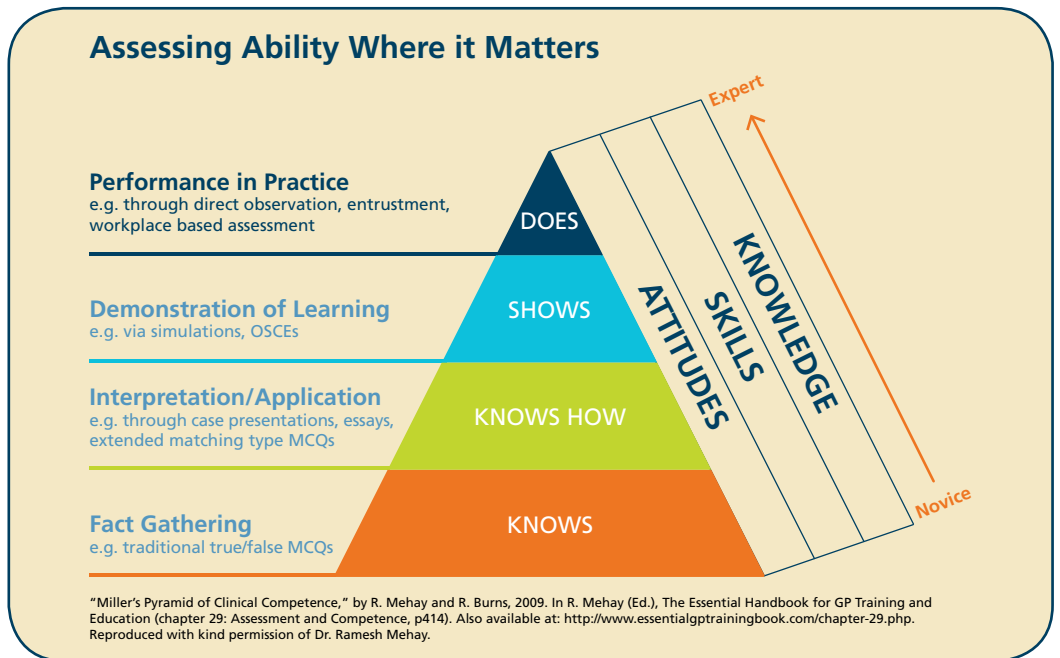 Assessing Ability Where it Matters
Expert
Performance in Practice
e.g. through direct observation, entrustment,
workplace based assessment
DOES
Demonstration of Learning
e.g. via simulations, OSCEs
SHOWS
Interpretation/Application
e.g. through case presentations, essays,
extended matching type MCQs
KNOWS HOW
Fact Gathering
e.g. traditional true/false MCQs
KNOWS
ATTITUDES
SKILLS
KNOWLEDGE
Novice
“Miller’s Pyramid of Clinical Competence,” by R. Mehay and R. Burns, 2009. In R. Mehay (Ed.), The Essential Handbook for GP Training and
Education (chapter 29: Assessment and Competence, p414). Also available at: http://www.essentialgptrainingbook.com/chapter-29.php.
Reproduced with kind permission of Dr. Ramesh Mehay.